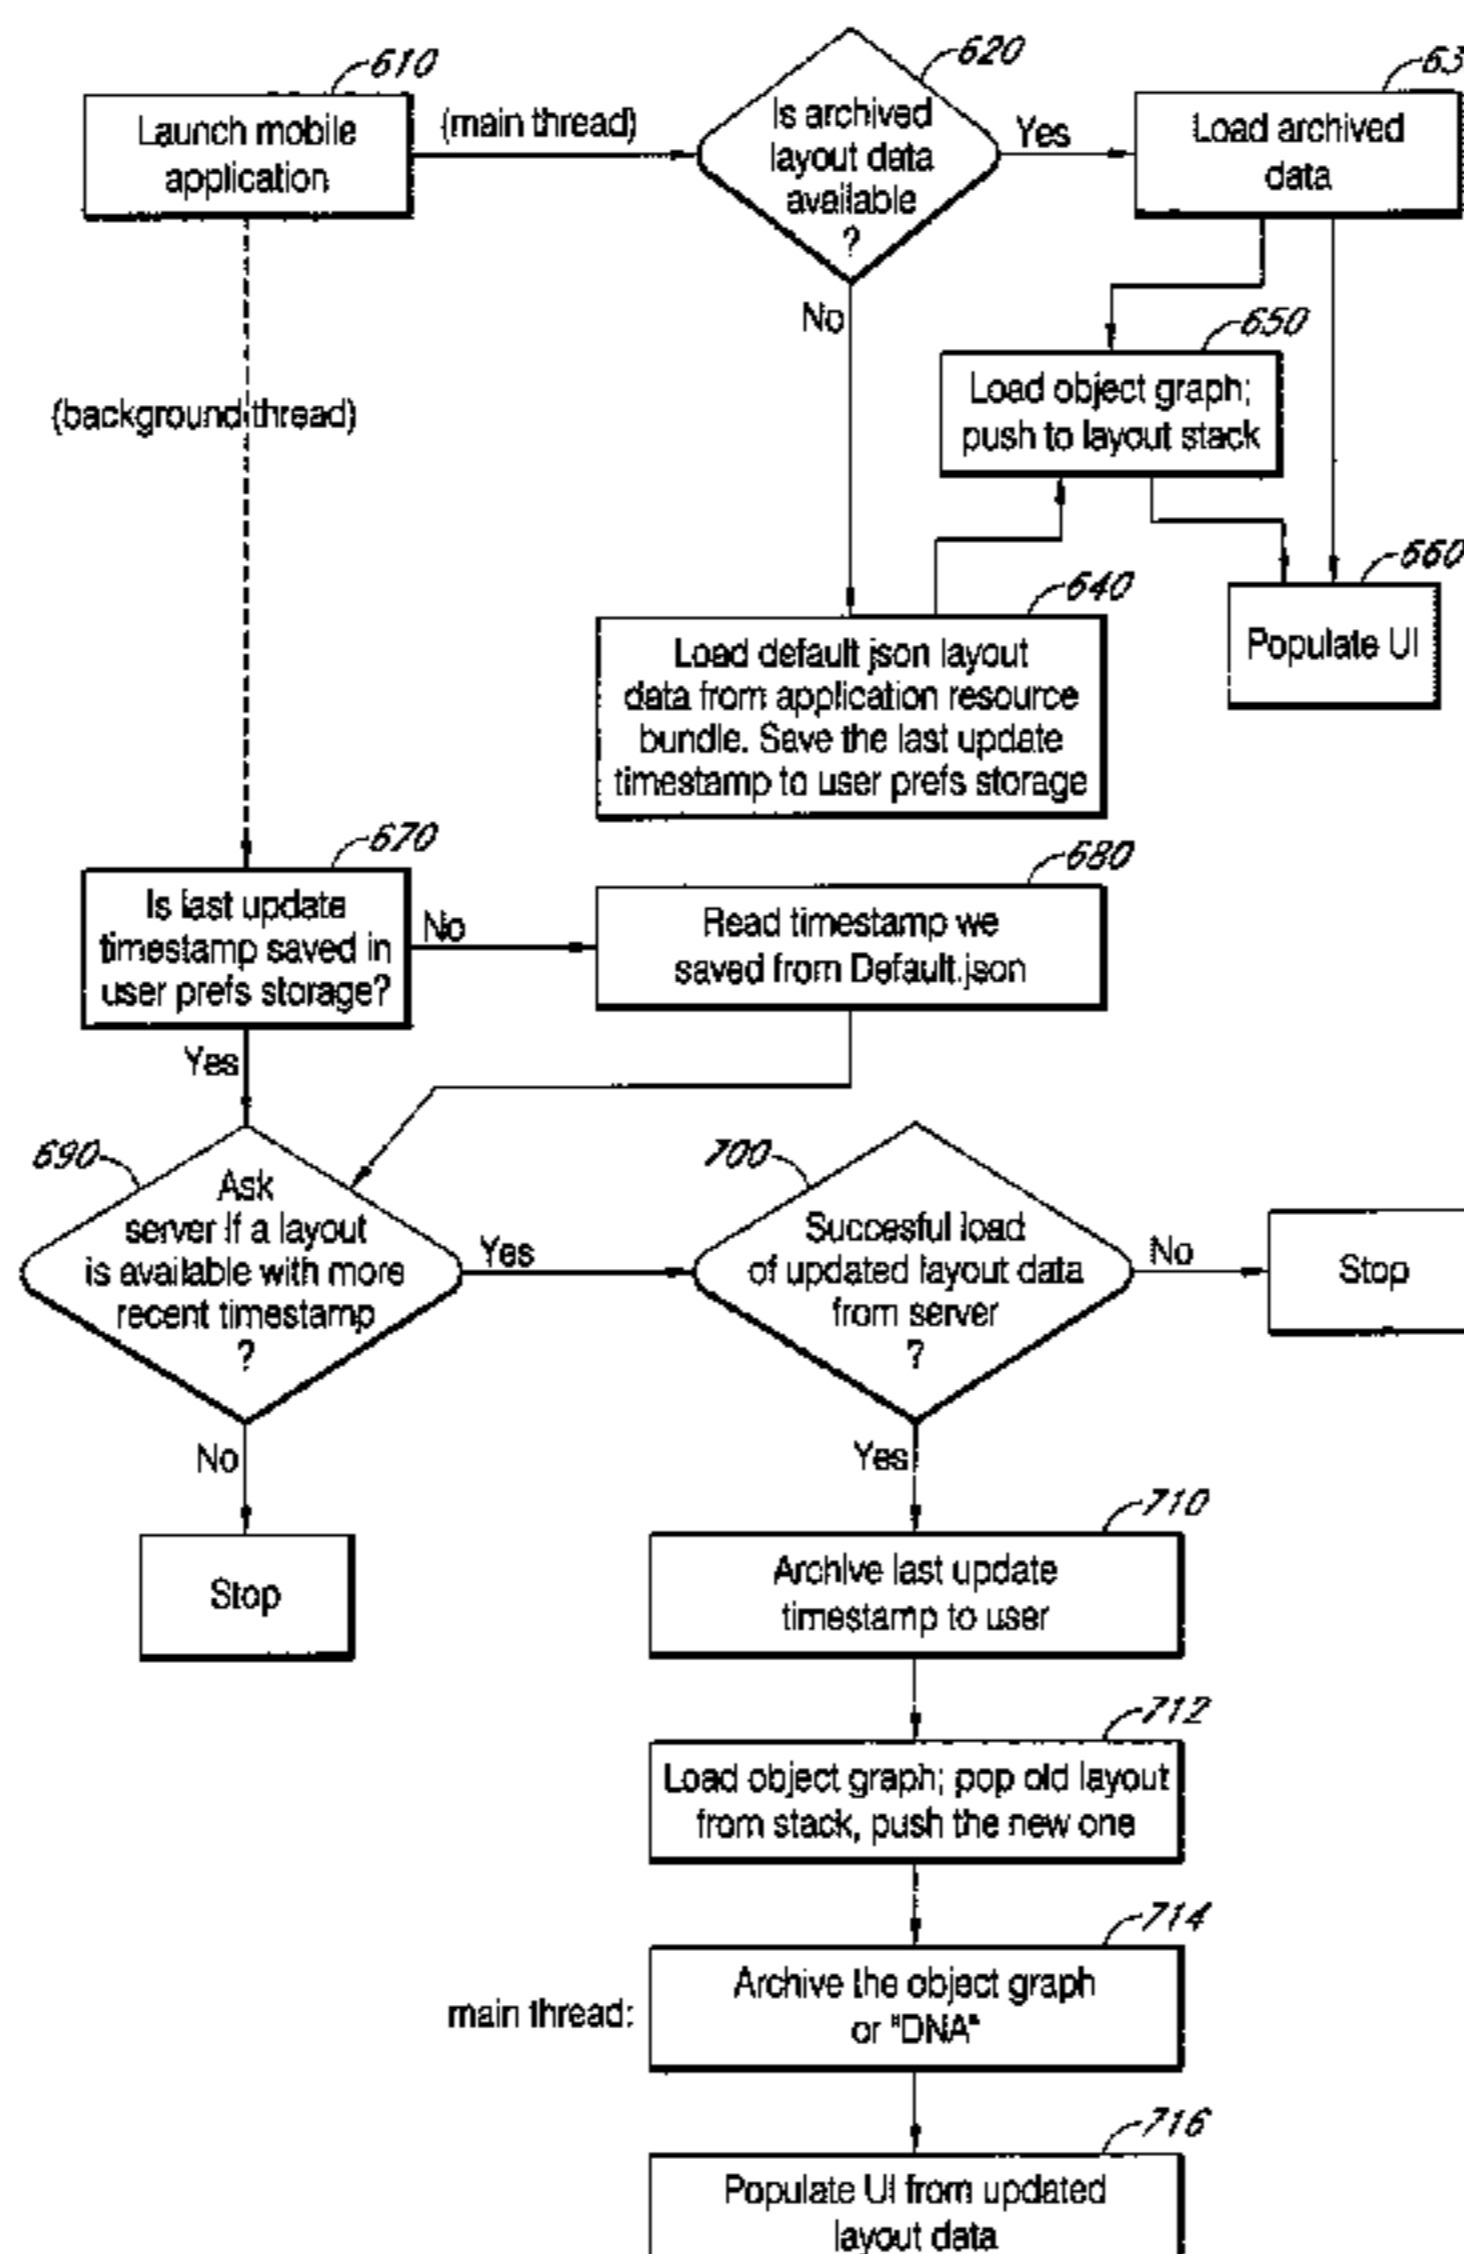 610
Launch mobile
application
(main thread)
620
Is archived
layout data
available
?
Yes
63
Load archived
data
No
650
Load object graph;
push to layout stack
(background thread)
660
Populate UI
640
Load default json layout
data from application resource
bundle. Save the last update
timestamp to user prefs storage
670
Is last update
timestamp saved in
user prefs storage?
No
680
Read timestamp we
saved from Default.json
Yes
690
Ask
server if a layout
is available with more
recent timestamp
?
Yes
700
Succesful load
of updated layout data
from server
?
No
Stop
No
Stop
Yes
710
Archive last update
timestamp to user
712
Load object graph; pop old layout
from stack, push the new one
714
main thread:
Archive the object graph
or "DNA"
716
Populate UI from updated
layout data